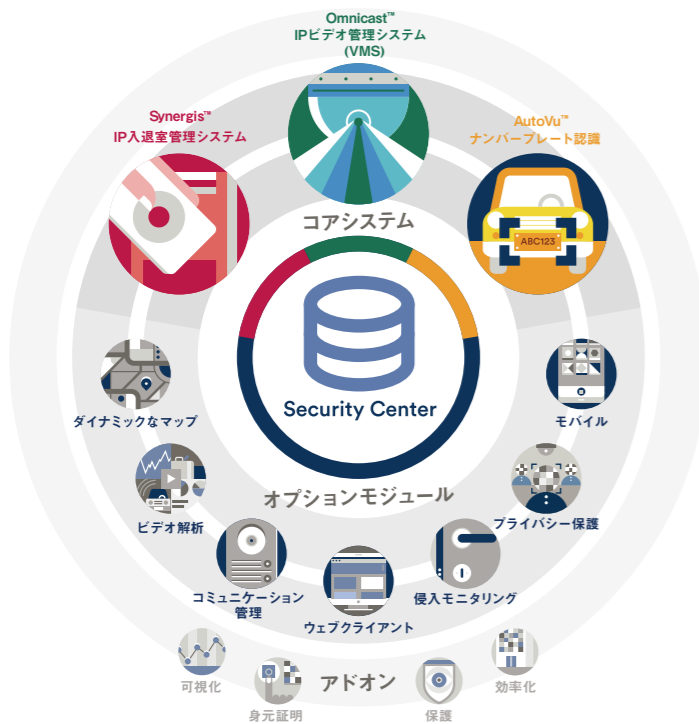 Omnicast™
IPビデオ管理システム
(VMS)
Synergis™
IP入退室管理システム
AutoVu™
ナンバープレート認識
ABC123
コアシステム
Security Center
ダイナミックなマップ
モバイル
オプションモジュール
ビデオ解析
プライバシー保護
コミュニケーション
管理
侵入モニタリング
ウェブクライアント
可視化
アドオン
効率化
身元証明
保護